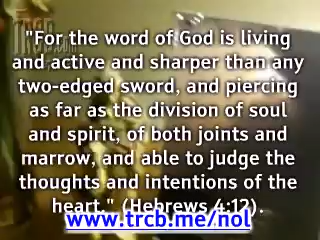 "For the word of God is living
and active and sharper than any
two-edged sword, and piercing
as far as the division of soul
and spirit, of both joints and
marrow, and able to judge the
thoughts and intentions of the
heart." (Hebrews 4:12).
www.trcb.me/nol